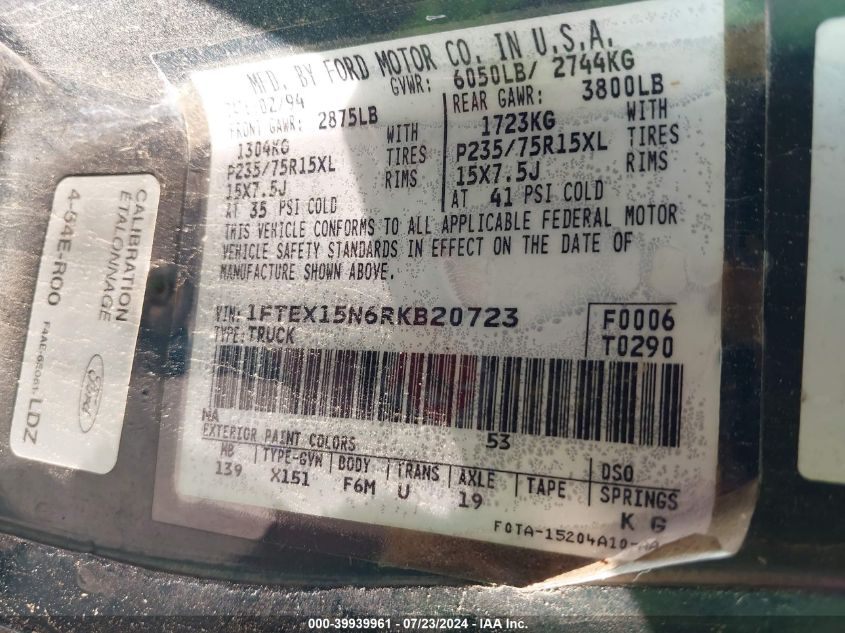 MFD. BY FORD MOTOR CO. IN U.S.A.
02/94 GVWR: 6050LB/ 2744KG
FRONT GAWR: 2875LB REAR GAWR: 3800LB
1304KG WITH 1723KG WITH
P235/75R15XL TIRES P235/75R15XL TIRES
15X7.5J RIMS 15X7.5J RIMS
AT 35 PSI COLD AT 41 PSI COLD
THIS VEHICLE CONFORMS TO ALL APPLICABLE FEDERAL MOTOR
VEHICLE SAFETY STANDARDS IN EFFECT ON THE DATE OF
MANUFACTURE SHOWN ABOVE.
VIN: 1FTEX15N6RKB20723 F0006
TYPE: TRUCK T0290
NA 53
EXTERIOR PAINT COLORS DSO
WB TYPE-GVW BODY TRANS AXLE TAPE SPRINGS
139 X151 F6M U 19 K G
F0TA-15204A10-AA
CALIBRATION
ETALONNAGE
4-64E-R00
LDZ
Ford
000-39939961 - 07/23/2024 - IAA Inc.